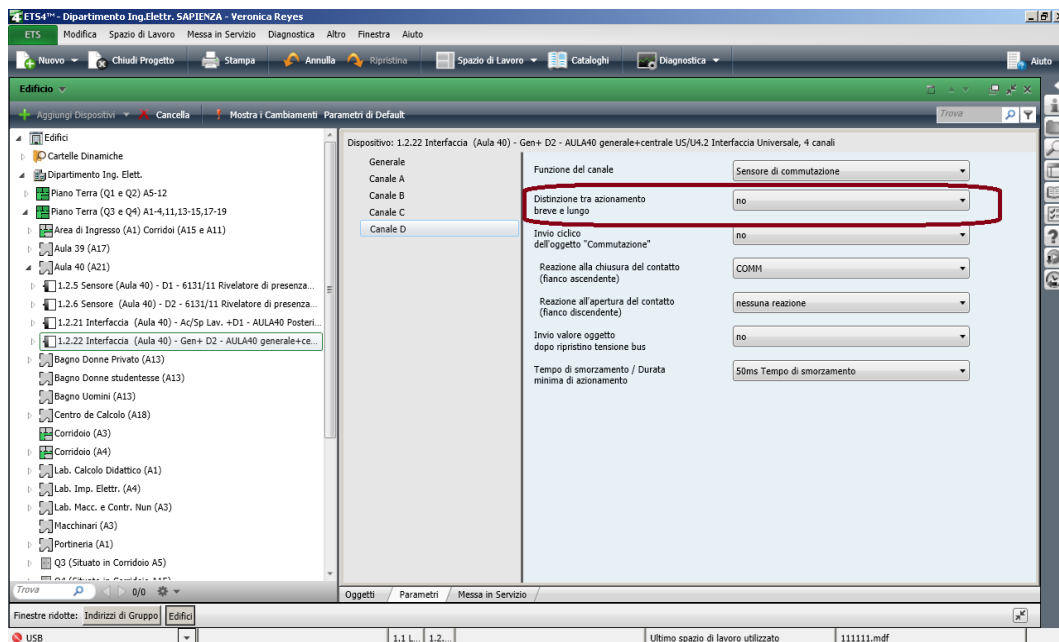 ETS4™ - Dipartimento Ing.Elettr. SAPIENZA - Veronica Reyes
ETS Modifica Spazio di Lavoro Messa in Servizio Diagnostica Altro Finestra Aiuto
Nuovo Chiudi Progetto Stampa Annulla Ripristina Spazio di Lavoro Cataloghi Diagnostica Aiuto
Edificio
Aggiungi Dispositivi Cancella Mostra i Cambiamenti Parametri di Default Trova
Edifici
Cartelle Dinamiche
Dipartimento Ing. Elett.
Piano Terra (Q1 e Q2) A5-12
Piano Terra (Q3 e Q4) A1-4,11,13-15,17-19
Area di Ingresso (A1) Corridoi (A15 e A11)
Aula 39 (A17)
Aula 40 (A21)
1.2.5 Sensore (Aula 40) - D1 - 6131/11 Rivelatore di presenza...
1.2.6 Sensore (Aula 40) - D2 - 6131/11 Rivelatore di presenza...
1.2.21 Interfaccia (Aula 40) - Ac/Sp Lav. +D1 - AULA40 Posteri...
1.2.22 Interfaccia (Aula 40) - Gen+ D2 - AULA40 generale+ce...
Bagno Donne Privato (A13)
Bagno Donne studentesse (A13)
Bagno Uomini (A13)
Centro de Calcolo (A18)
Corridoio (A3)
Corridoio (A4)
Lab. Calcolo Didattico (A1)
Lab. Imp. Elettr. (A4)
Lab. Macc. e Contr. Nun (A3)
Macchinari (A3)
Portineria (A1)
Q3 (Situato in Corridoio A5)
Trova 0/0
Dispositivo: 1.2.22 Interfaccia (Aula 40) - Gen+ D2 - AULA40 generale+centrale US/U4.2 Interfaccia Universale, 4 canali
Generale
Canale A
Canale B
Canale C
Canale D
Funzione del canale Sensore di commutazione
Distinzione tra azionamento no
breve e lungo
Invio ciclico no
dell'oggetto "Commutazione"
Reazione alla chiusura del contatto COMM
(fianco ascendente)
Reazione all'apertura del contatto nessuna reazione
(fianco discendente)
Invio valore oggetto no
dopo ripristino tensione bus
Tempo di smorzamento / Durata 50ms Tempo di smorzamento
minima di azionamento
Oggetti Parametri Messa in Servizio
Finestre ridotte: Indirizzi di Gruppo Edifici
USB 1.1 L... 1.2.... Ultimo spazio di lavoro utilizzato 111111.mdf